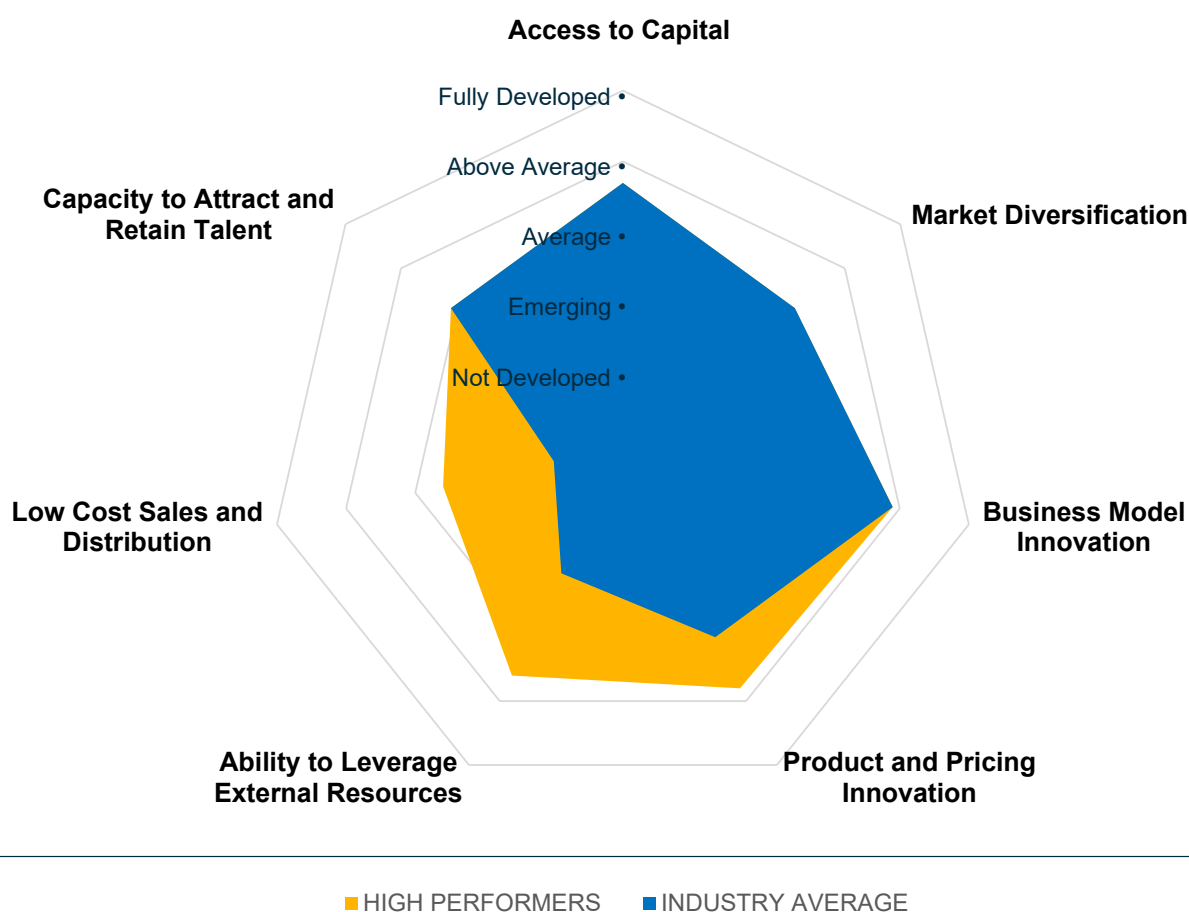 Access to Capital
Fully Developed •
Above Average •
Capacity to Attract and
Retain Talent
Market Diversification
Average •
Emerging •
Not Developed •
Low Cost Sales and
Distribution
Business Model
Innovation
Ability to Leverage
External Resources
Product and Pricing
Innovation
HIGH PERFORMERS
INDUSTRY AVERAGE